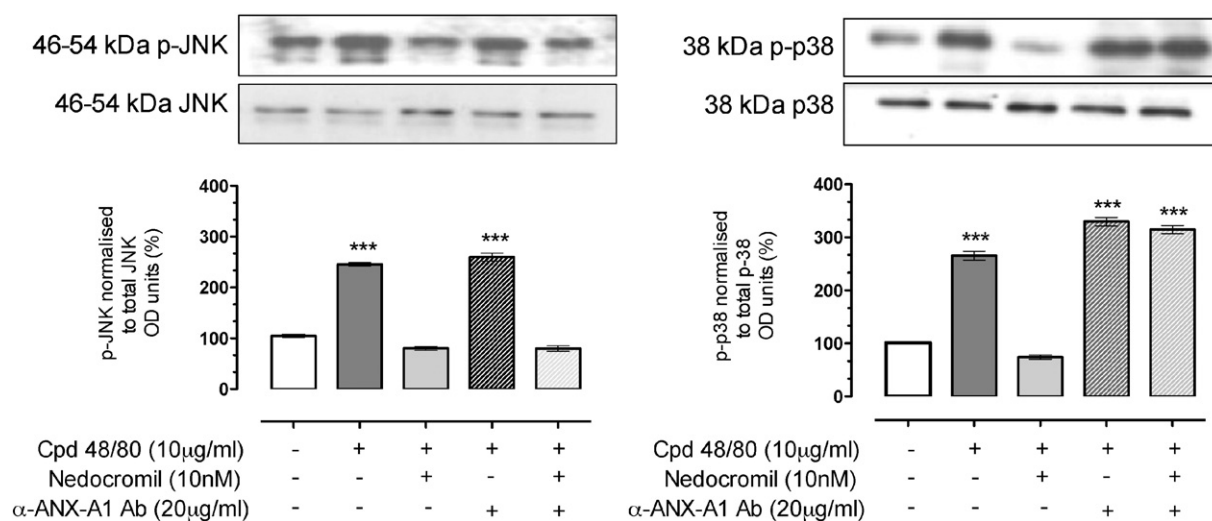 46-54 kDa p-JNK
46-54 kDa JNK
p-JNK normalised
to total JNK
OD units (%)
400
300
200
100
0
***
***
Cpd 48/80 (10μg/ml) - + + + +
Nedocromil (10nM) - - + - +
α-ANX-A1 Ab (20μg/ml) - - - + +
38 kDa p-p38
38 kDa p38
p-p38 normalised
to total p-38
OD units (%)
400
300
200
100
0
***
***
***
Cpd 48/80 (10μg/ml) - + + + +
Nedocromil (10nM) - - + - +
α-ANX-A1 Ab (20μg/ml) - - - + +